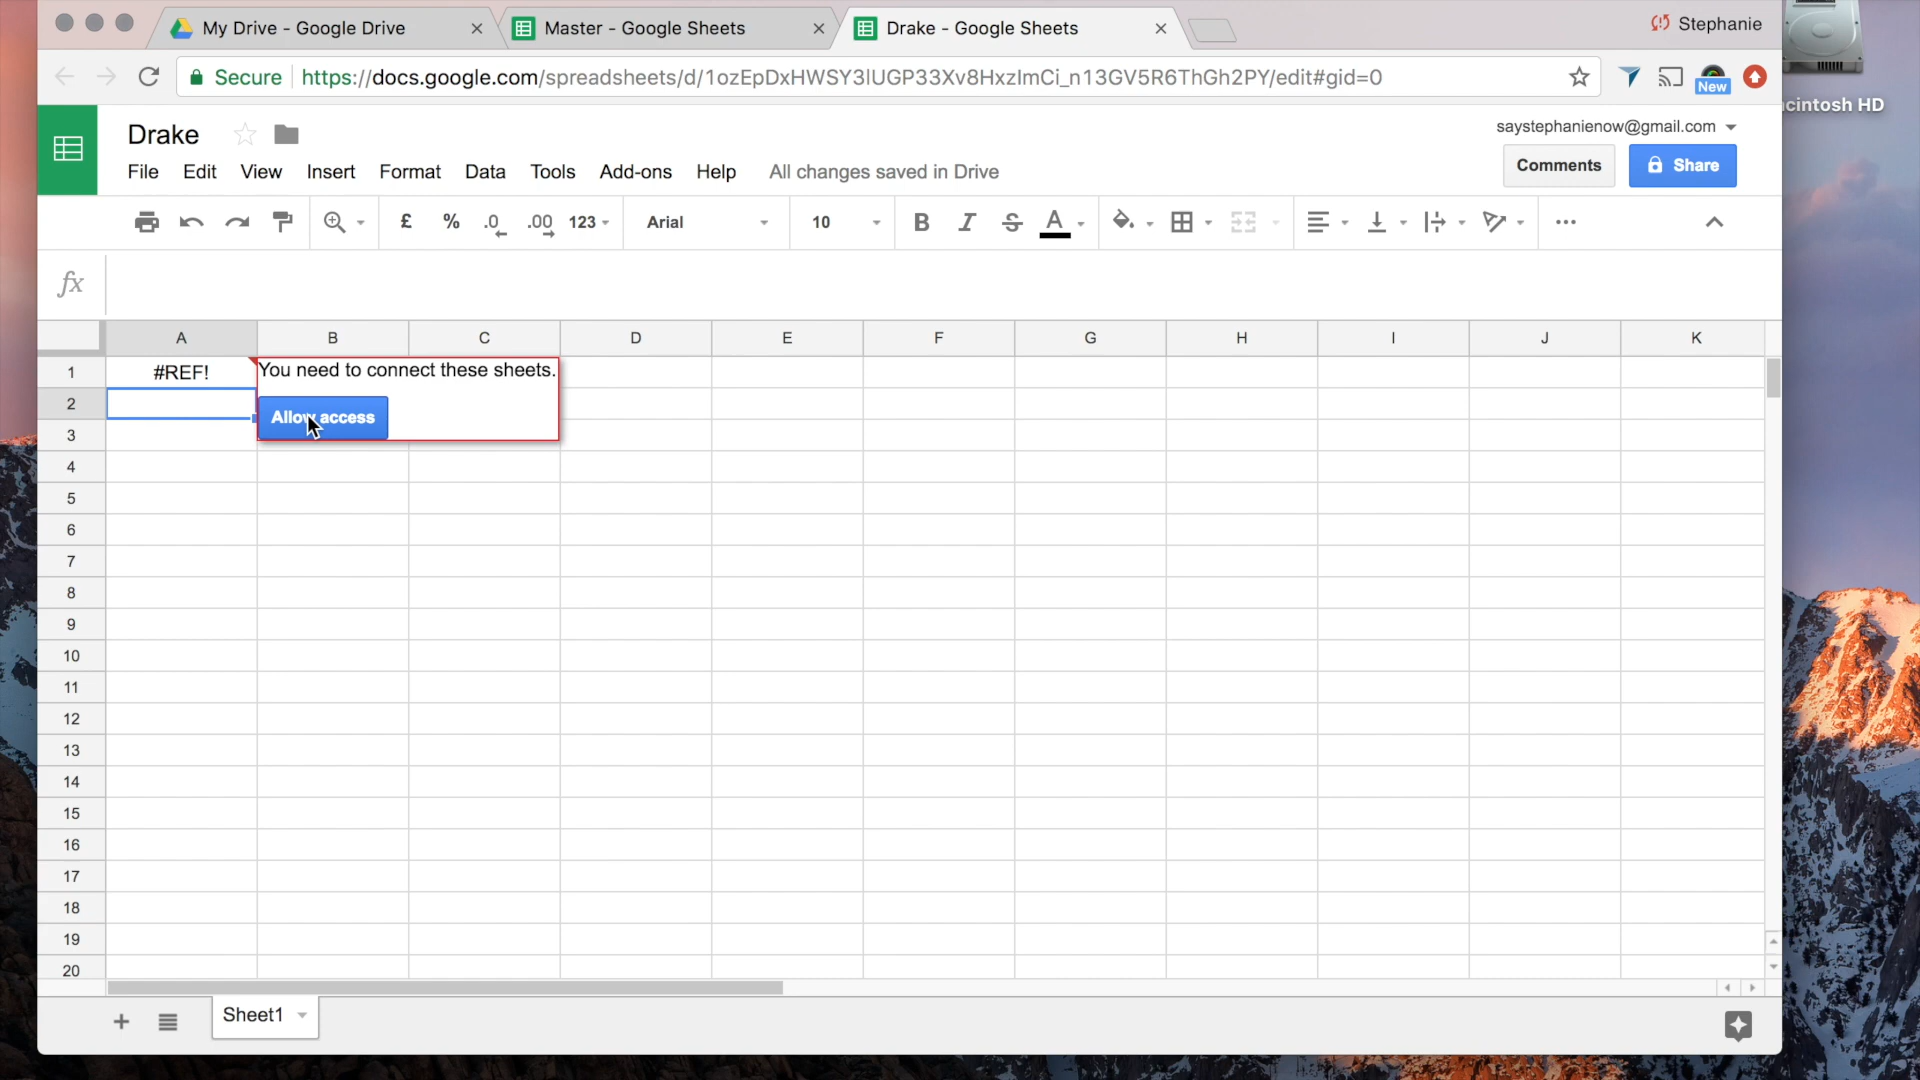 My Drive - Google Drive
Master - Google Sheets
Drake - Google Sheets
Stephanie
Secure
https://docs.google.com/spreadsheets/d/1ozEpDxHWSY3IUGP33Xv8HxzImCi_n13GV5R6ThGh2PY/edit#gid=0
New
cintosh HD
Drake
saystephanienow@gmail.com
File Edit View Insert Format Data Tools Add-ons Help All changes saved in Drive
Comments
Share
£ % .0 .00 123 Arial 10 B I S A
fx
A B C D E F G H I J K
1 #REF! You need to connect these sheets.
2
Allow access
3
4
5
6
7
8
9
10
11
12
13
14
15
16
17
18
19
20
Sheet1